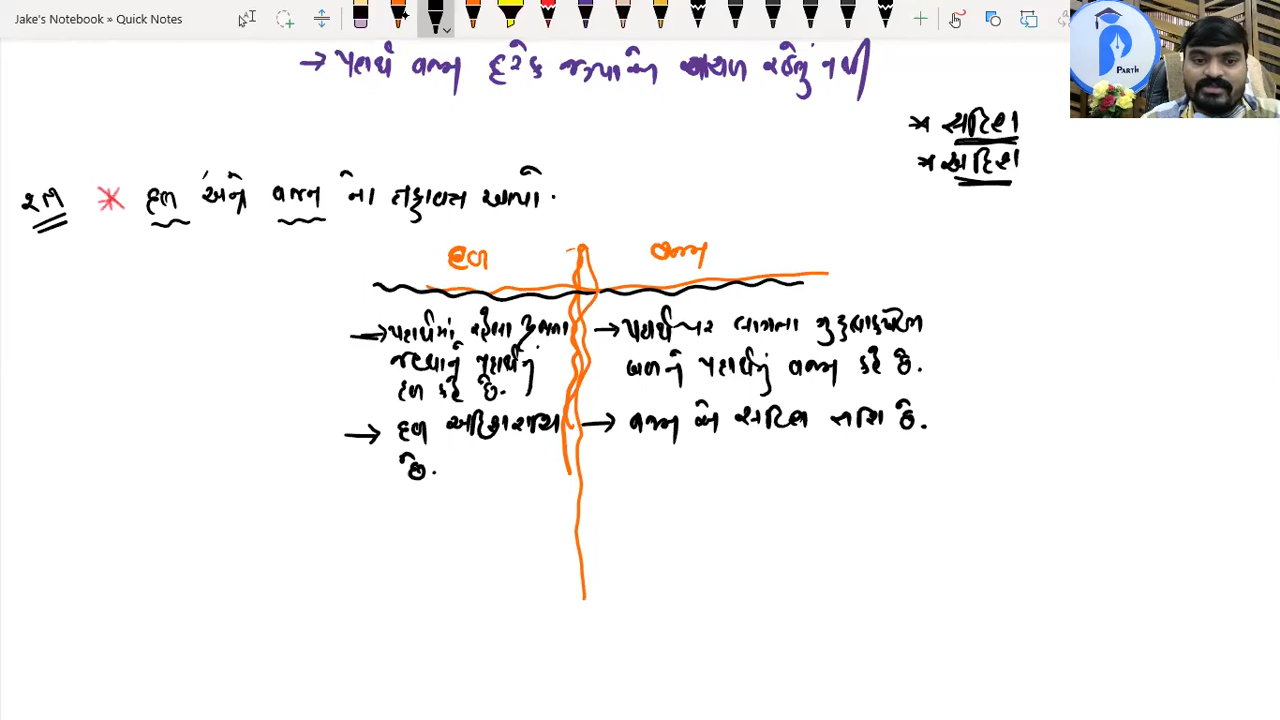 Jake's Notebook » Quick Notes
Parth
→ પદાર્થ વજન દરેક જગ્યાએ અચળ રહેતું નથી
* સદિશ
* અદિશ
* દળ અને વજન ના તફાવત આપો.
દળ વજન
→ પદાર્થમાં રહેલા દ્રવ્યના → પદાર્થ પર લાગતા ગુરુત્વાકર્ષણ
જથ્થાને પદાર્થનું બળને પદાર્થનું વજન કહે છે.
દળ કહે છે.
→ દળ અદિશ → વજન એ સદિશ રાશિ છે.
છે.